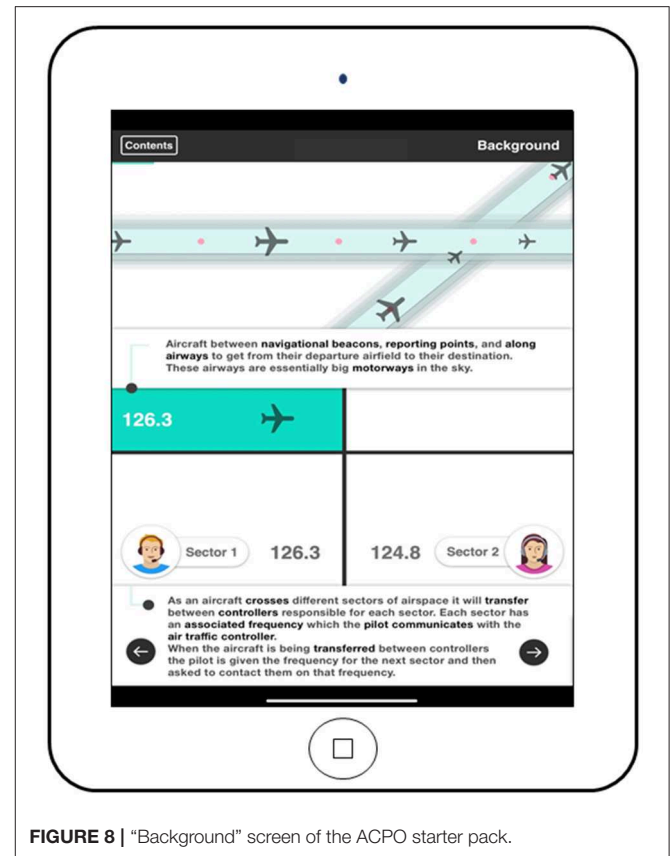 Contents
Background
Aircraft between navigational beacons, reporting points, and along
airways to get from their departure airfield to their destination.
These airways are essentially big motorways in the sky.
126.3
Sector 1
126.3
124.8
Sector 2
As an aircraft crosses different sectors of airspace it will transfer
between controllers responsible for each sector. Each sector has
an associated frequency which the pilot communicates with the
air traffic controller.
When the aircraft is being transferred between controllers
the pilot is given the frequency for the next sector and then
asked to contact them on that frequency.
FIGURE 8 | “Background” screen of the ACPO starter pack.